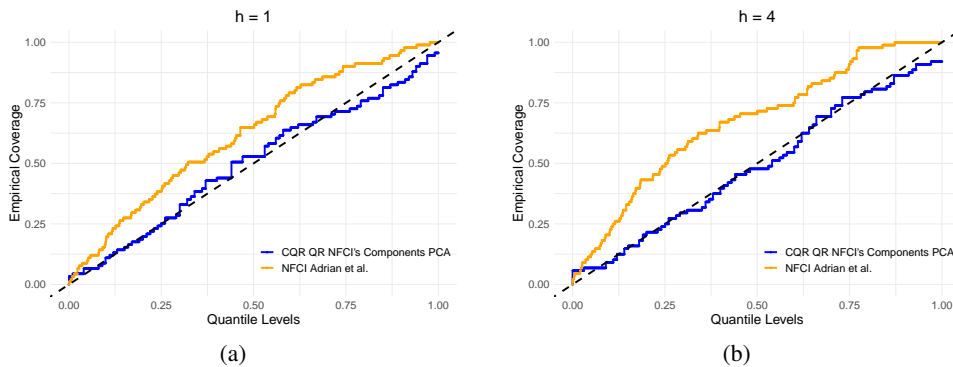 h = 1
Empirical Coverage
1.00
0.75
0.50
0.25
0.00
CQR QR NFCI's Components PCA
NFCI Adrian et al.
0.00 0.25 0.50 0.75 1.00
Quantile Levels
(a)
h = 4
Empirical Coverage
1.00
0.75
0.50
0.25
0.00
CQR QR NFCI's Components PCA
NFCI Adrian et al.
0.00 0.25 0.50 0.75 1.00
Quantile Levels
(b)